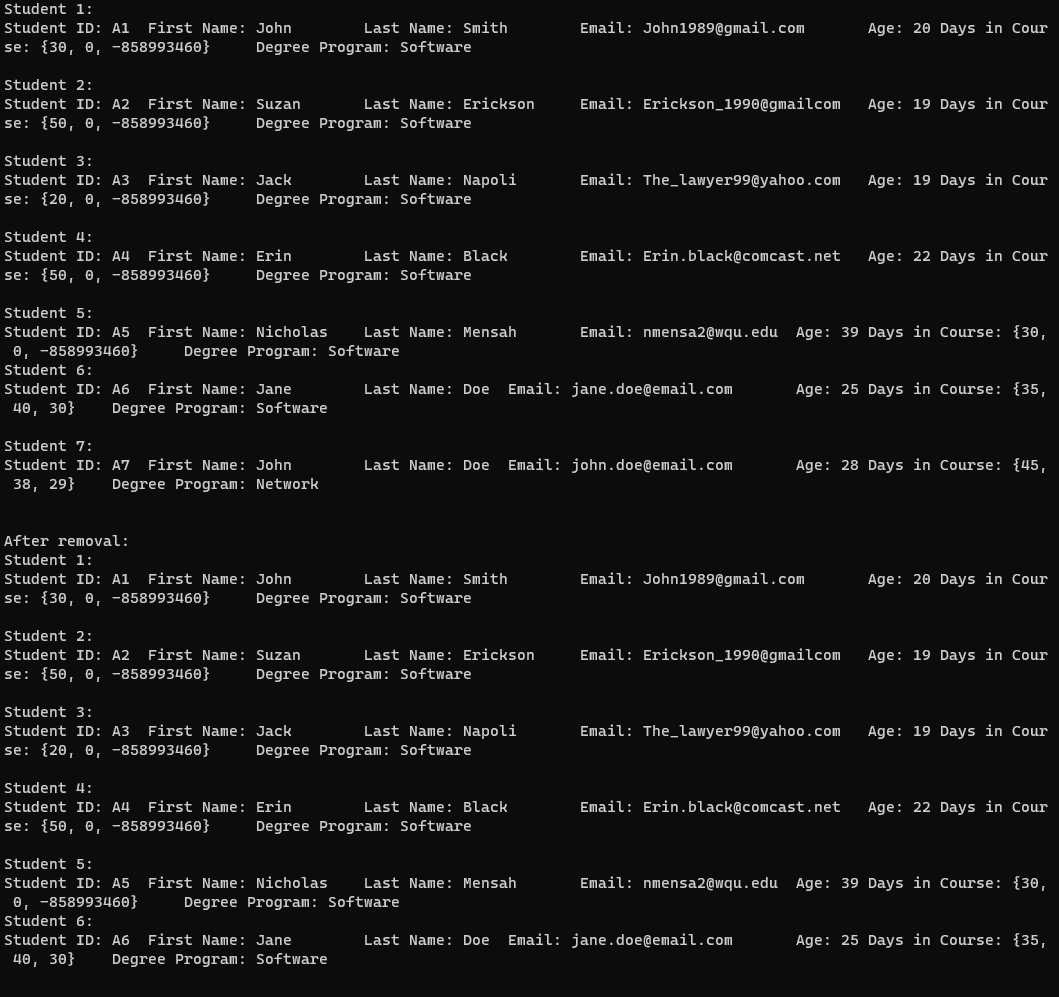 Student 1:
Student ID: A1  First Name: John        Last Name: Smith        Email: John1989@gmail.com       Age: 20 Days in Cour
se: {30, 0, -858993460}     Degree Program: Software
Student 2:
Student ID: A2  First Name: Suzan       Last Name: Erickson     Email: Erickson_1990@gmailcom   Age: 19 Days in Cour
se: {50, 0, -858993460}     Degree Program: Software
Student 3:
Student ID: A3  First Name: Jack        Last Name: Napoli       Email: The_lawyer99@yahoo.com   Age: 19 Days in Cour
se: {20, 0, -858993460}     Degree Program: Software
Student 4:
Student ID: A4  First Name: Erin        Last Name: Black        Email: Erin.black@comcast.net   Age: 22 Days in Cour
se: {50, 0, -858993460}     Degree Program: Software
Student 5:
Student ID: A5  First Name: Nicholas    Last Name: Mensah       Email: nmensa2@wqu.edu  Age: 39 Days in Course: {30,
 0, -858993460}     Degree Program: Software
Student 6:
Student ID: A6  First Name: Jane        Last Name: Doe  Email: jane.doe@email.com       Age: 25 Days in Course: {35,
 40, 30}    Degree Program: Software
Student 7:
Student ID: A7  First Name: John        Last Name: Doe  Email: john.doe@email.com       Age: 28 Days in Course: {45,
 38, 29}    Degree Program: Network
After removal:
Student 1:
Student ID: A1  First Name: John        Last Name: Smith        Email: John1989@gmail.com       Age: 20 Days in Cour
se: {30, 0, -858993460}     Degree Program: Software
Student 2:
Student ID: A2  First Name: Suzan       Last Name: Erickson     Email: Erickson_1990@gmailcom   Age: 19 Days in Cour
se: {50, 0, -858993460}     Degree Program: Software
Student 3:
Student ID: A3  First Name: Jack        Last Name: Napoli       Email: The_lawyer99@yahoo.com   Age: 19 Days in Cour
se: {20, 0, -858993460}     Degree Program: Software
Student 4:
Student ID: A4  First Name: Erin        Last Name: Black        Email: Erin.black@comcast.net   Age: 22 Days in Cour
se: {50, 0, -858993460}     Degree Program: Software
Student 5:
Student ID: A5  First Name: Nicholas    Last Name: Mensah       Email: nmensa2@wqu.edu  Age: 39 Days in Course: {30,
 0, -858993460}     Degree Program: Software
Student 6:
Student ID: A6  First Name: Jane        Last Name: Doe  Email: jane.doe@email.com       Age: 25 Days in Course: {35,
 40, 30}    Degree Program: Software